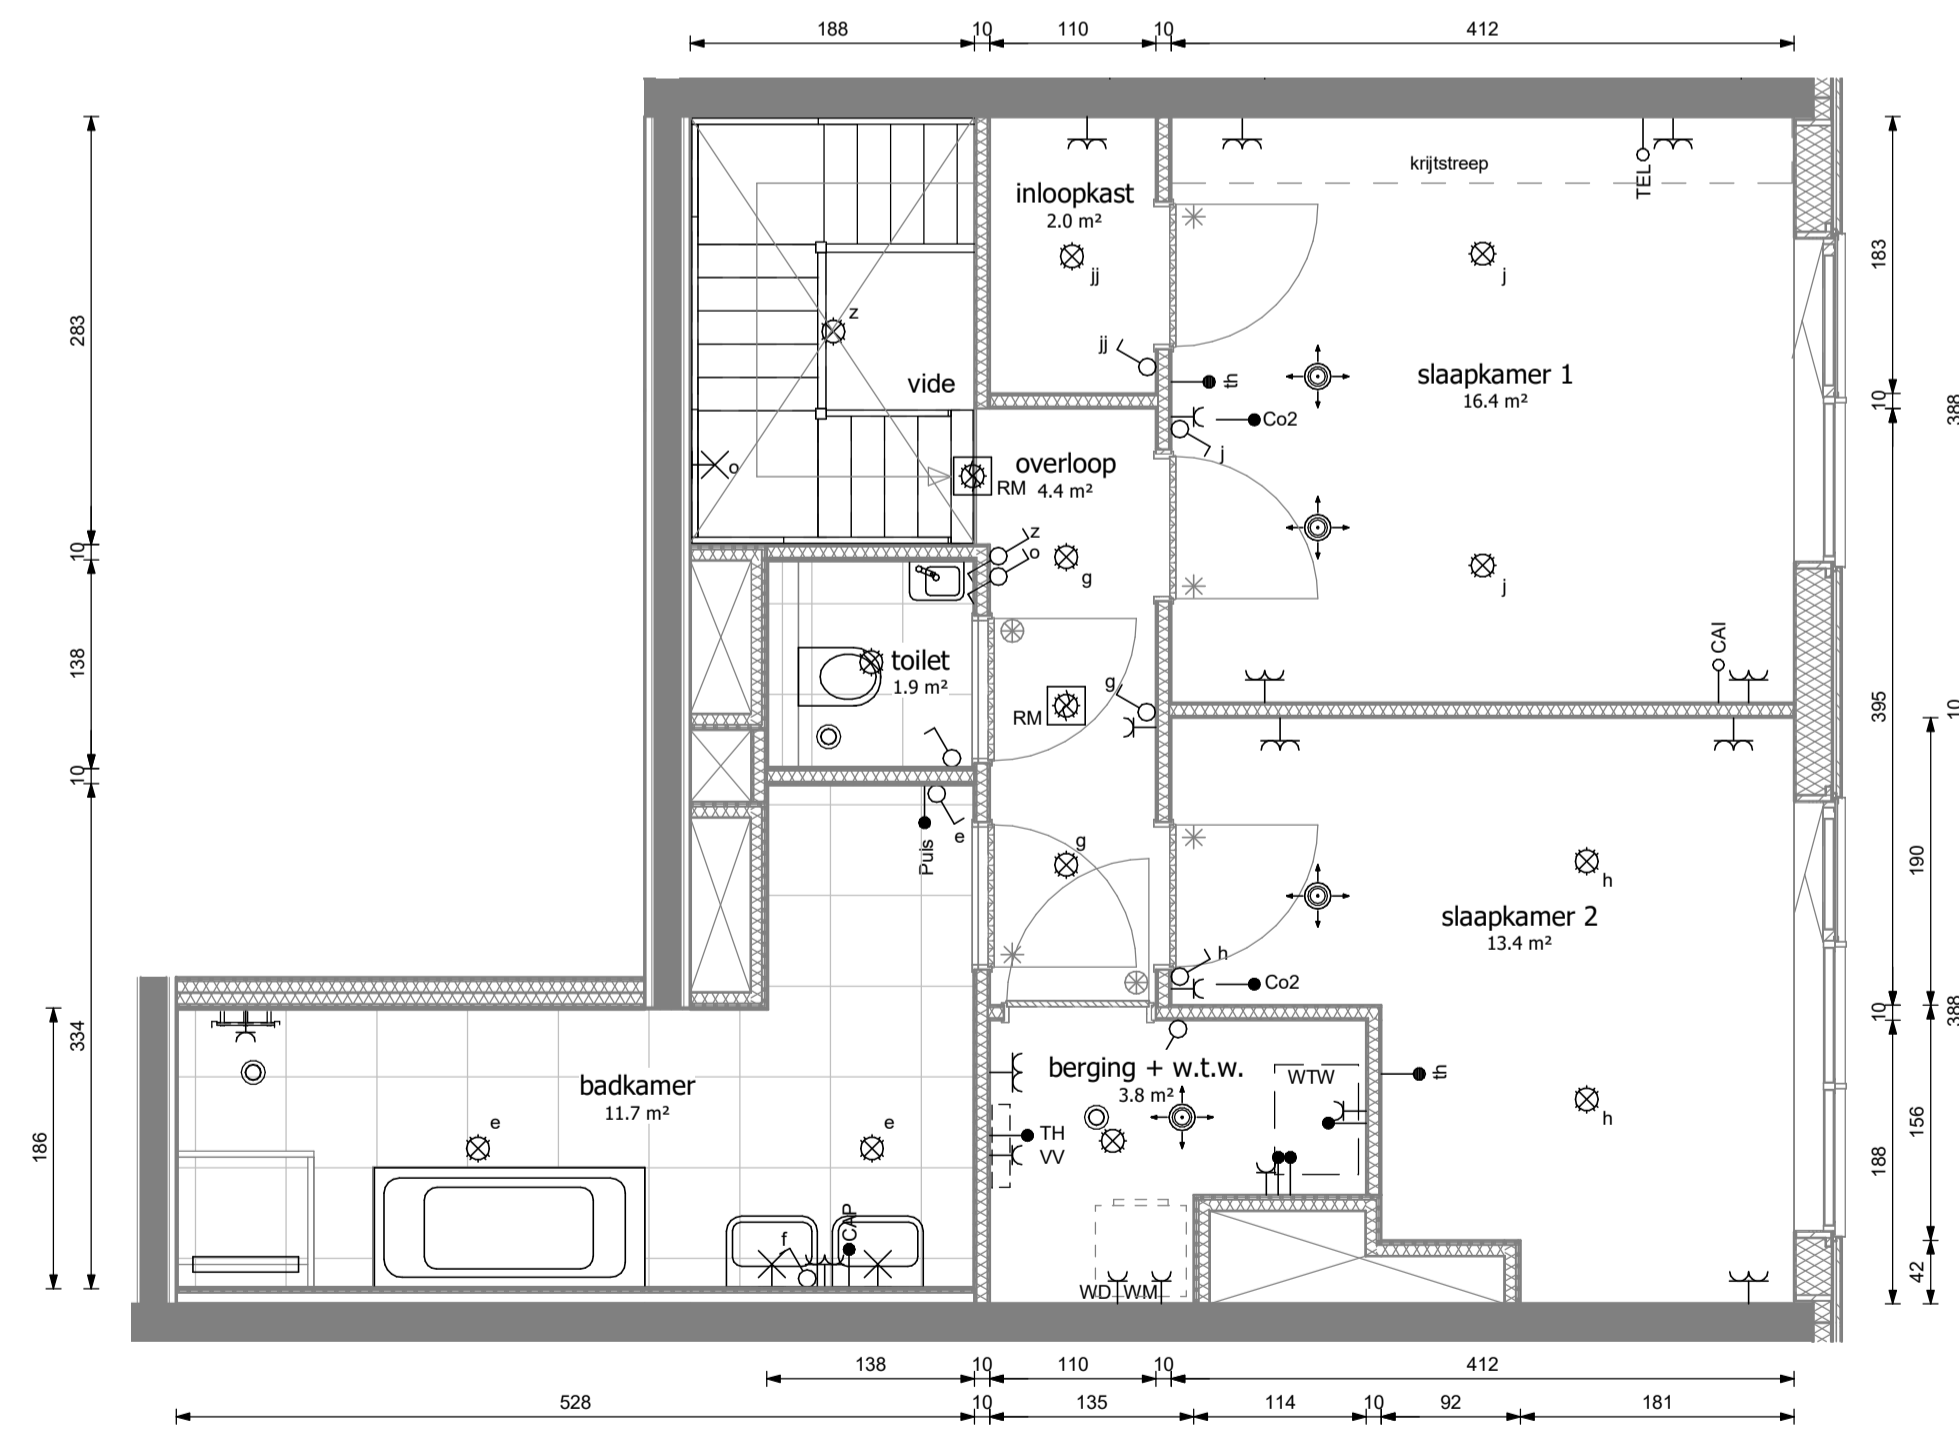 188
10
110
10
412
krijtstreep
TEL
inloopkast
2.0 m²
jj
j
z
283
183
vide
jj
th
slaapkamer 1
16.4 m²
10
388
Co2
j
o
overloop
RM
4.4 m²
z
o
g
j
10
138
toilet
1.9 m²
CAI
g
RM
395
10
10
Puis
e
g
h
190
slaapkamer 2
13.4 m²
h
Co2
10
388
334
186
badkamer
11.7 m²
berging + w.t.w.
3.8 m²
WTW
th
h
e
e
TH
VV
156
188
CAP
f
WD
WM
42
138
10
110
10
412
528
10
135
114
10
92
181